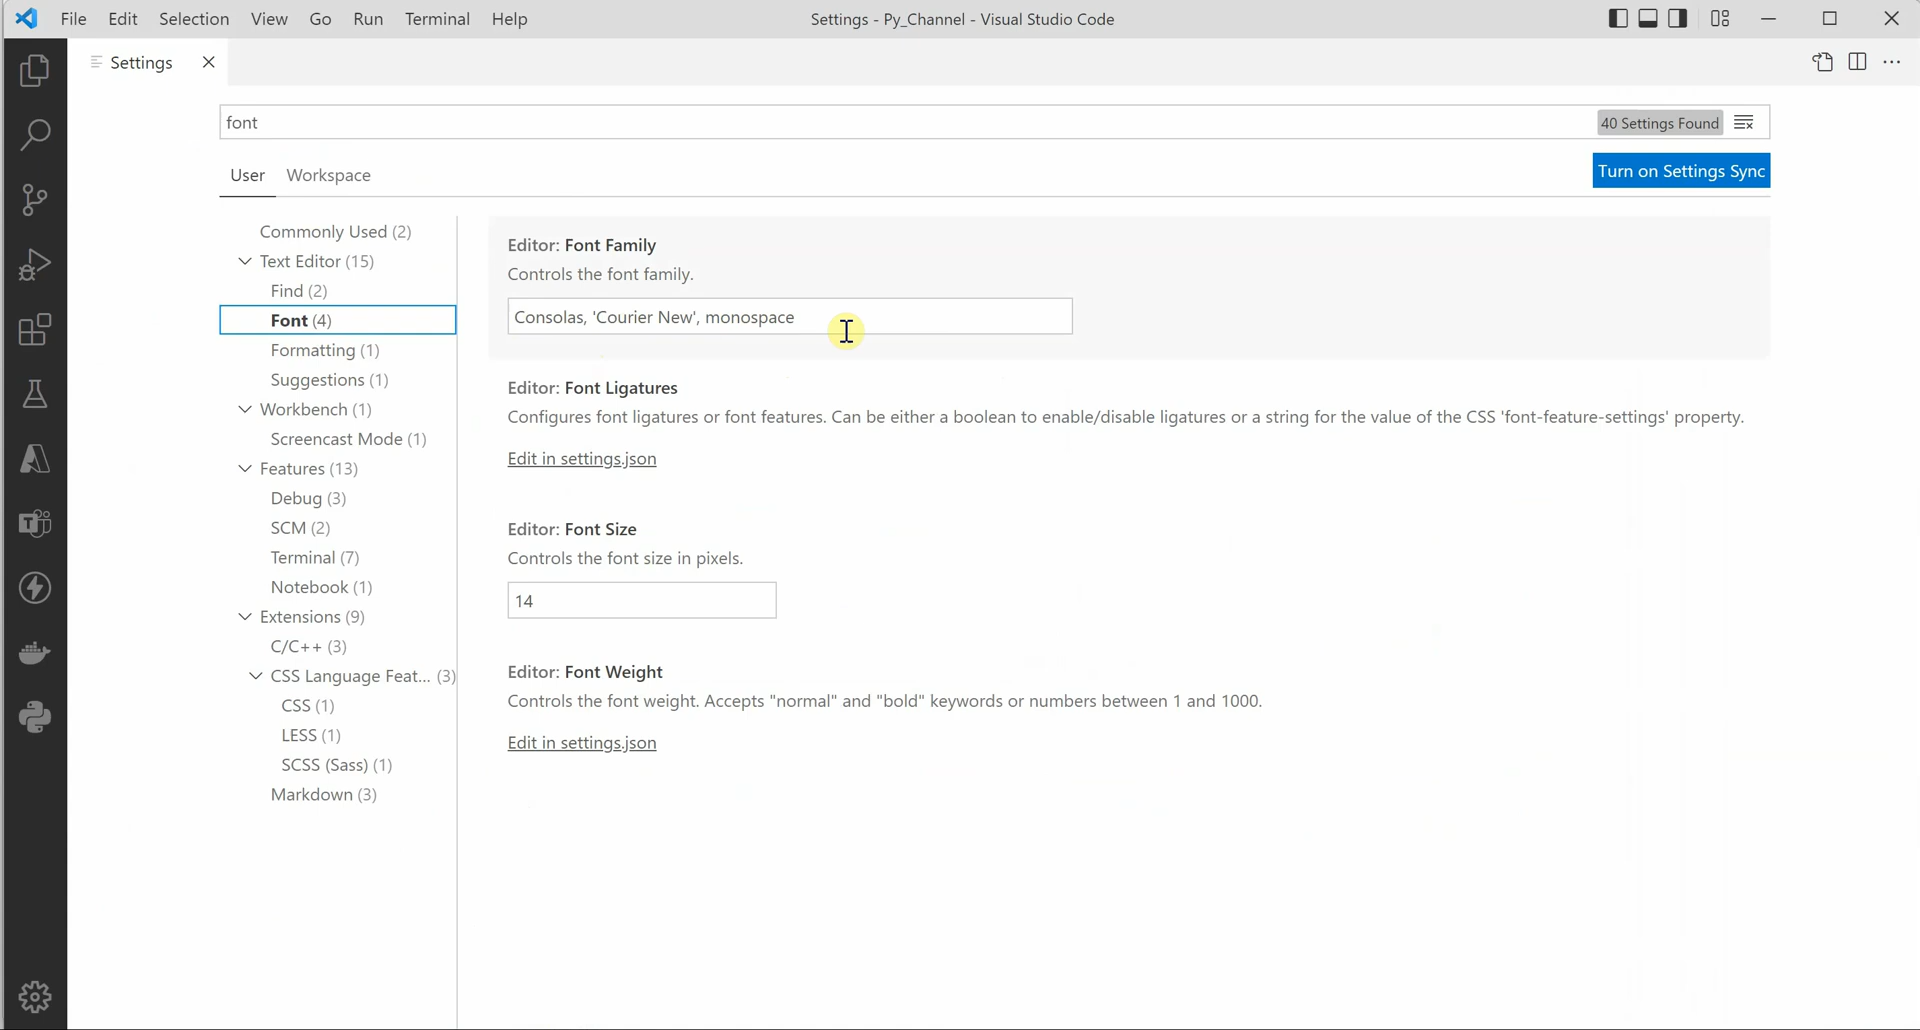 File Edit Selection View Go Run Terminal Help
Settings - Py_Channel - Visual Studio Code
Settings
font
40 Settings Found
User Workspace
Turn on Settings Sync
Commonly Used (2)
Text Editor (15)
Find (2)
Font (4)
Formatting (1)
Suggestions (1)
Workbench (1)
Screencast Mode (1)
Features (13)
Debug (3)
SCM (2)
Terminal (7)
Notebook (1)
Extensions (9)
C/C++ (3)
CSS Language Feat... (3)
CSS (1)
LESS (1)
SCSS (Sass) (1)
Markdown (3)
Editor: Font Family
Controls the font family.
Consolas, 'Courier New', monospace
Editor: Font Ligatures
Configures font ligatures or font features. Can be either a boolean to enable/disable ligatures or a string for the value of the CSS 'font-feature-settings' property.
Edit in settings.json
Editor: Font Size
Controls the font size in pixels.
14
Editor: Font Weight
Controls the font weight. Accepts "normal" and "bold" keywords or numbers between 1 and 1000.
Edit in settings.json